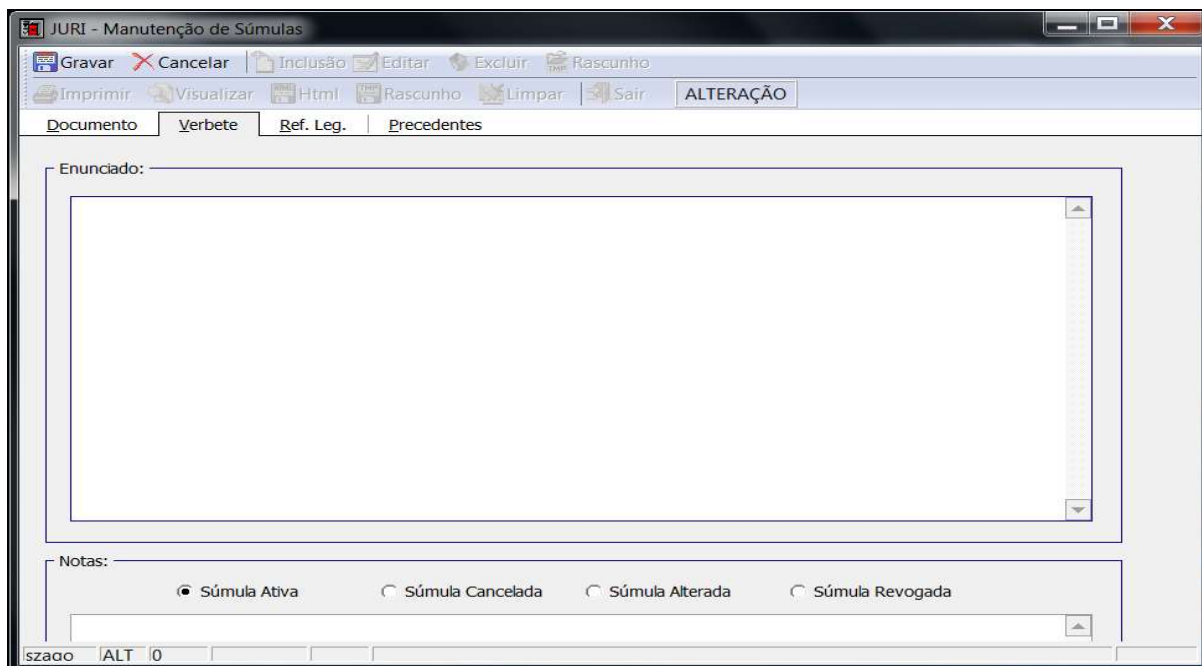 JURI - Manutenção de Súmulas
Gravar Cancelar Inclusão Editar Excluir Rascunho
Imprimir Visualizar Html Rascunho Limpar Sair ALTERAÇÃO
Documento Verbete Ref. Leg. Precedentes
Enunciado:
Notas:
Súmula Ativa Súmula Cancelada Súmula Alterada Súmula Revogada
szago ALT 0